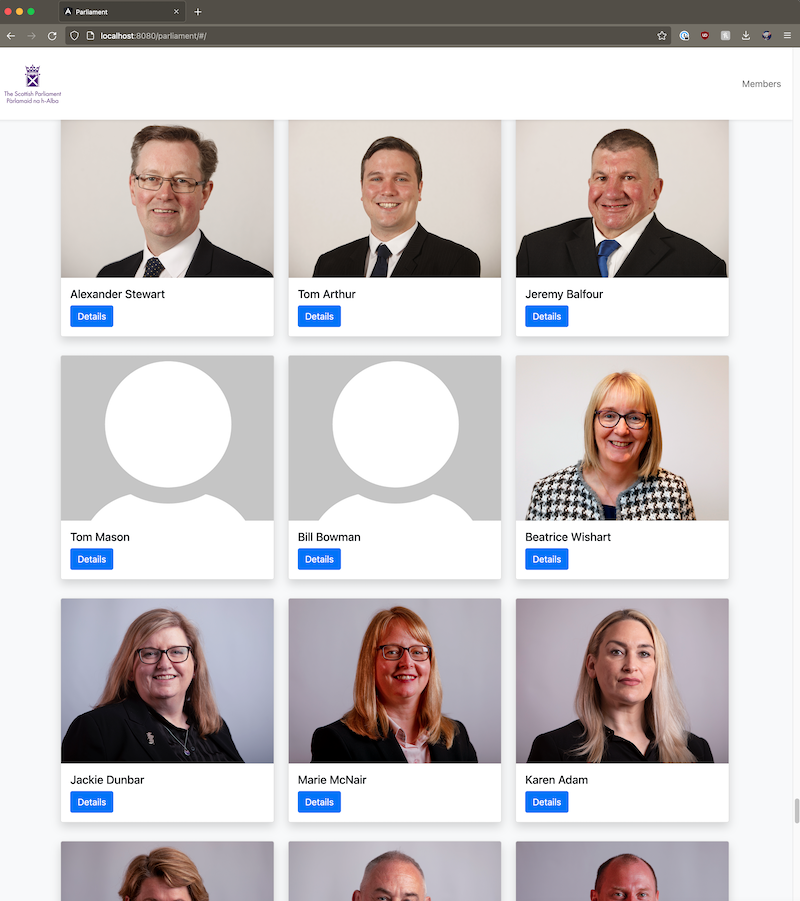 Parliament
localhost:8080/parliament/#/
The Scottish Parliament
Pàrlamaid na h-Alba
Members
Alexander Stewart
Tom Arthur
Jeremy Balfour
Details
Details
Details
Tom Mason
Bill Bowman
Beatrice Wishart
Details
Details
Details
Jackie Dunbar
Marie McNair
Karen Adam
Details
Details
Details